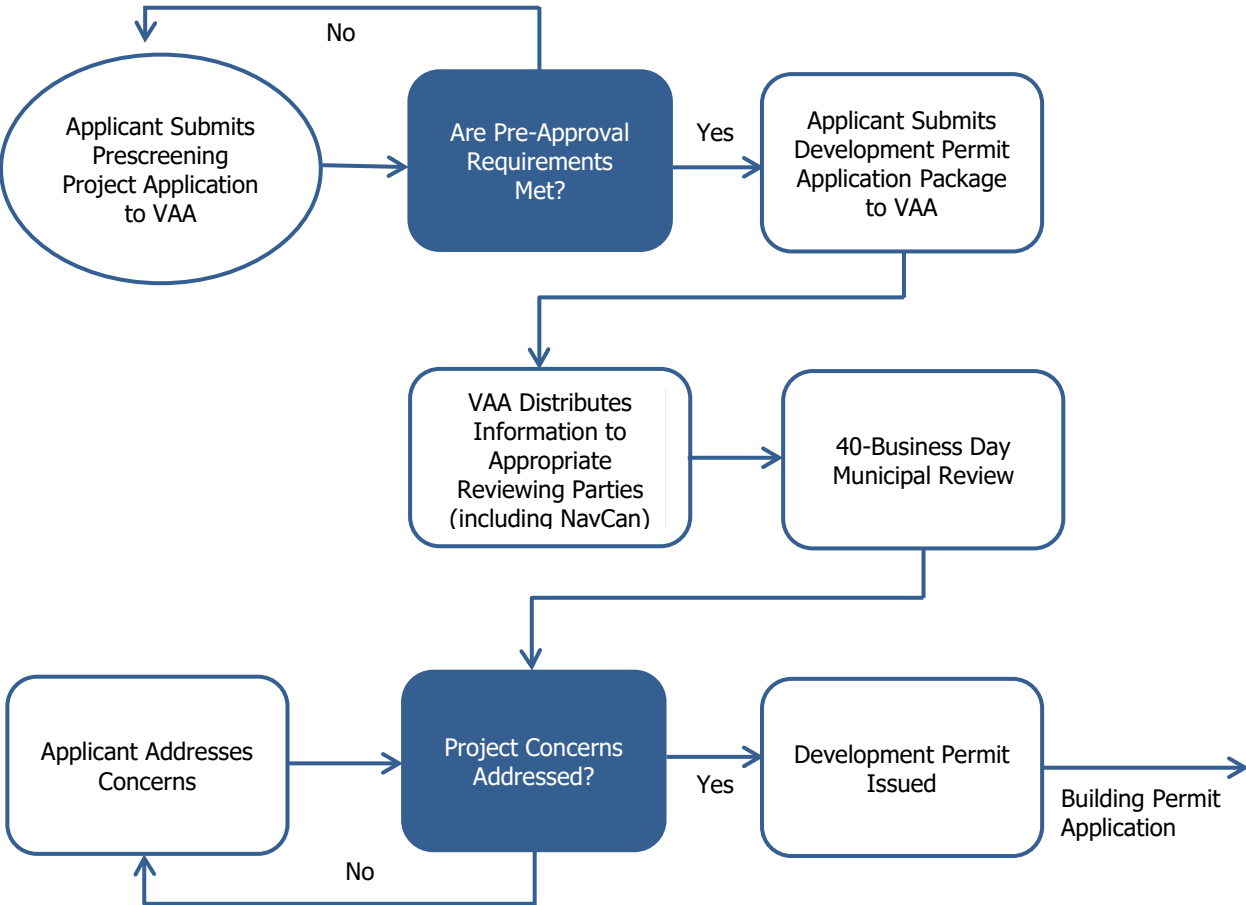 No
Applicant Submits
Prescreening
Project Application
to VAA
Are Pre-Approval
Requirements
Met?
Yes
Applicant Submits
Development Permit
Application Package
to VAA
VAA Distributes
Information to
Appropriate
Reviewing Parties
(including NavCan)
40-Business Day
Municipal Review
Applicant Addresses
Concerns
Project Concerns
Addressed?
Yes
Development Permit
Issued
Building Permit
Application
No